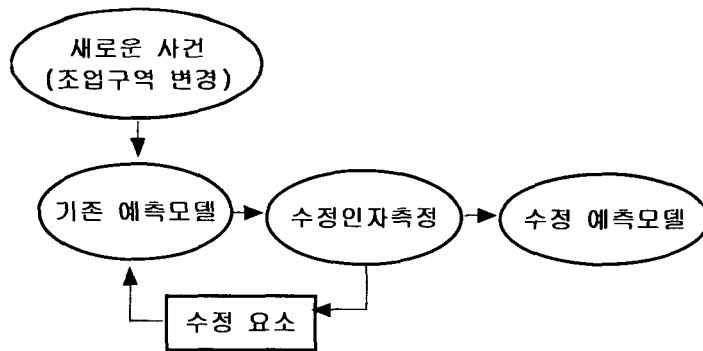 새로운 사건
(조업구역 변경)
기존 예측모델
수정인자측정
수정 예측모델
수정 요소